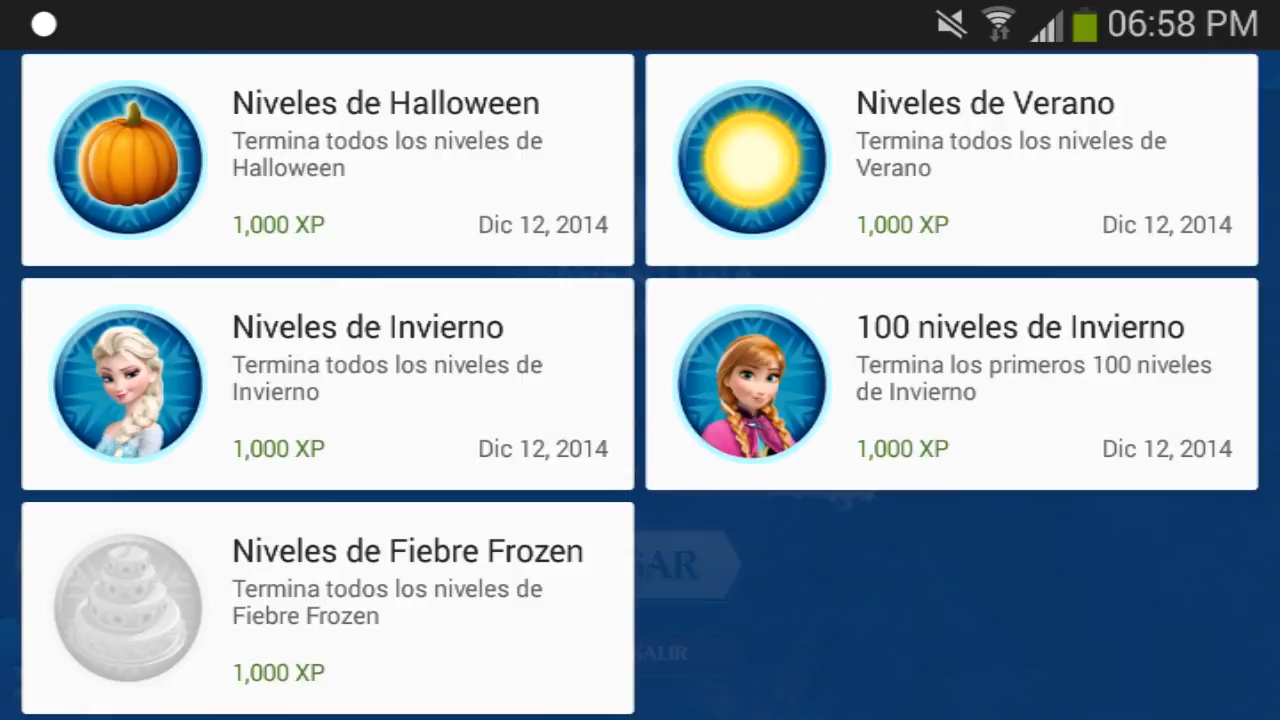 06:58 PM
Niveles de Halloween
Termina todos los niveles de
Halloween
1,000 XP
Dic 12, 2014
Niveles de Verano
Termina todos los niveles de
Verano
1,000 XP
Dic 12, 2014
Niveles de Invierno
Termina todos los niveles de
Invierno
1,000 XP
Dic 12, 2014
100 niveles de Invierno
Termina los primeros 100 niveles
de Invierno
1,000 XP
Dic 12, 2014
Niveles de Fiebre Frozen
Termina todos los niveles de
Fiebre Frozen
1,000 XP
GAR
SALIR